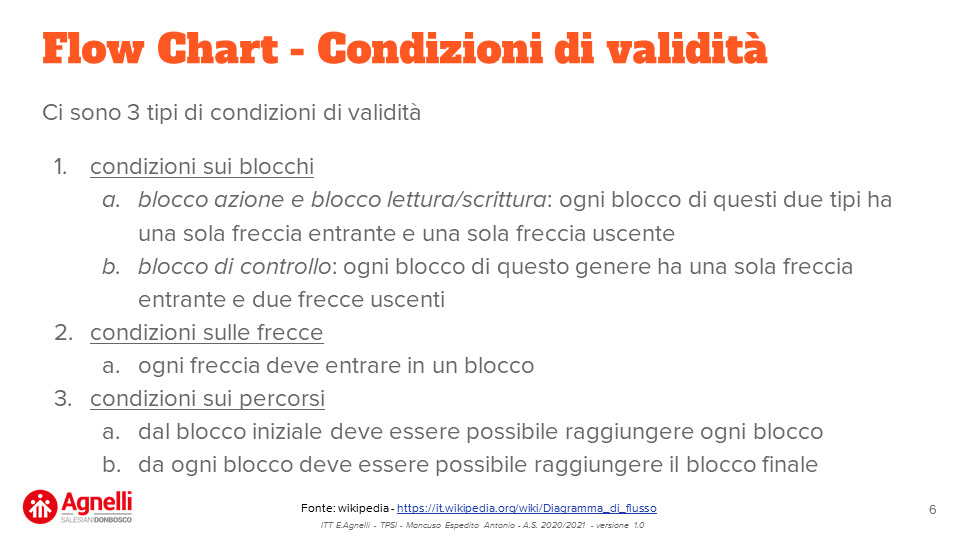 Flow Chart - Condizioni di validità
Ci sono 3 tipi di condizioni di validità
1. condizioni sui blocchi
a. blocco azione e blocco lettura/scrittura: ogni blocco di questi due tipi ha
una sola freccia entrante e una sola freccia uscente
b. blocco di controllo: ogni blocco di questo genere ha una sola freccia
entrante e due frecce uscenti
2. condizioni sulle frecce
a. ogni freccia deve entrare in un blocco
3. condizioni sui percorsi
a. dal blocco iniziale deve essere possibile raggiungere ogni blocco
b. da ogni blocco deve essere possibile raggiungere il blocco finale
Agnelli
SALESIANI DONBOSCO
Fonte: wikipedia - https://it.wikipedia.org/wiki/Diagramma_di_flusso
ITT E.Agnelli - TPSI - Mancuso Espedito Antonio - A.S. 2020/2021 - versione 1.0
6